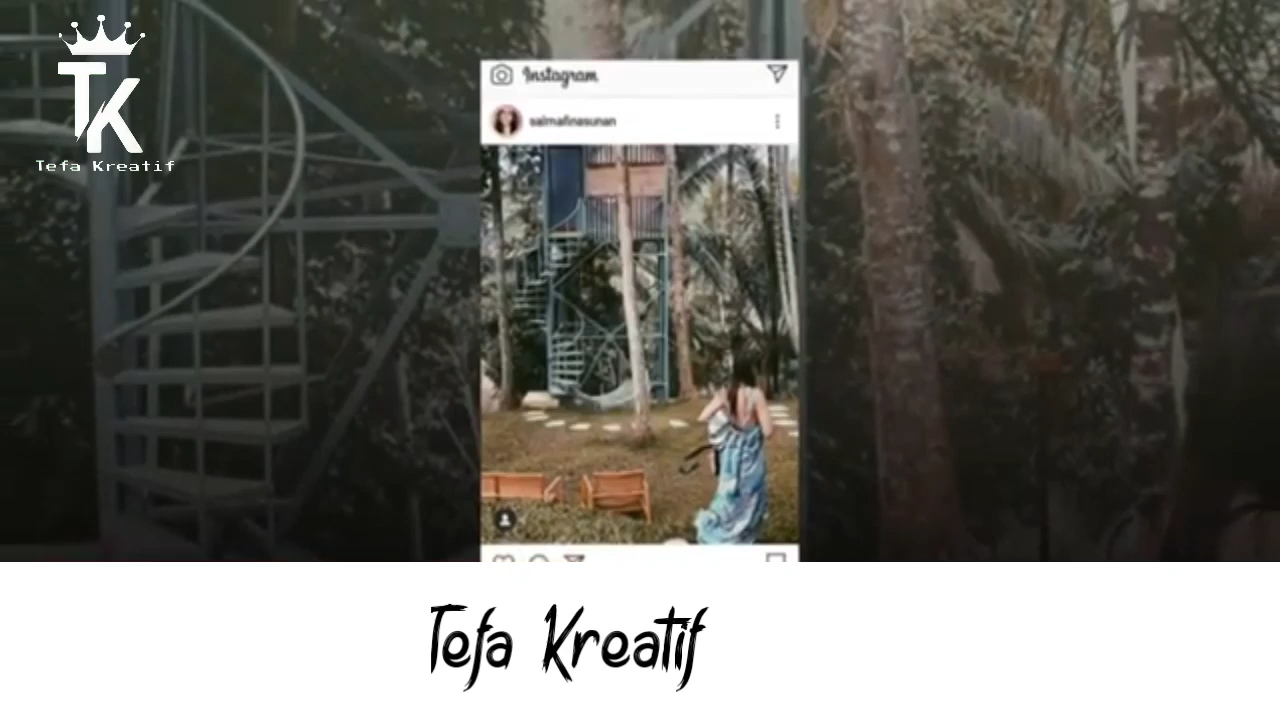 TK
Tefa Kreatif
Instagram
salmafinasunan
Tefa Kreatif